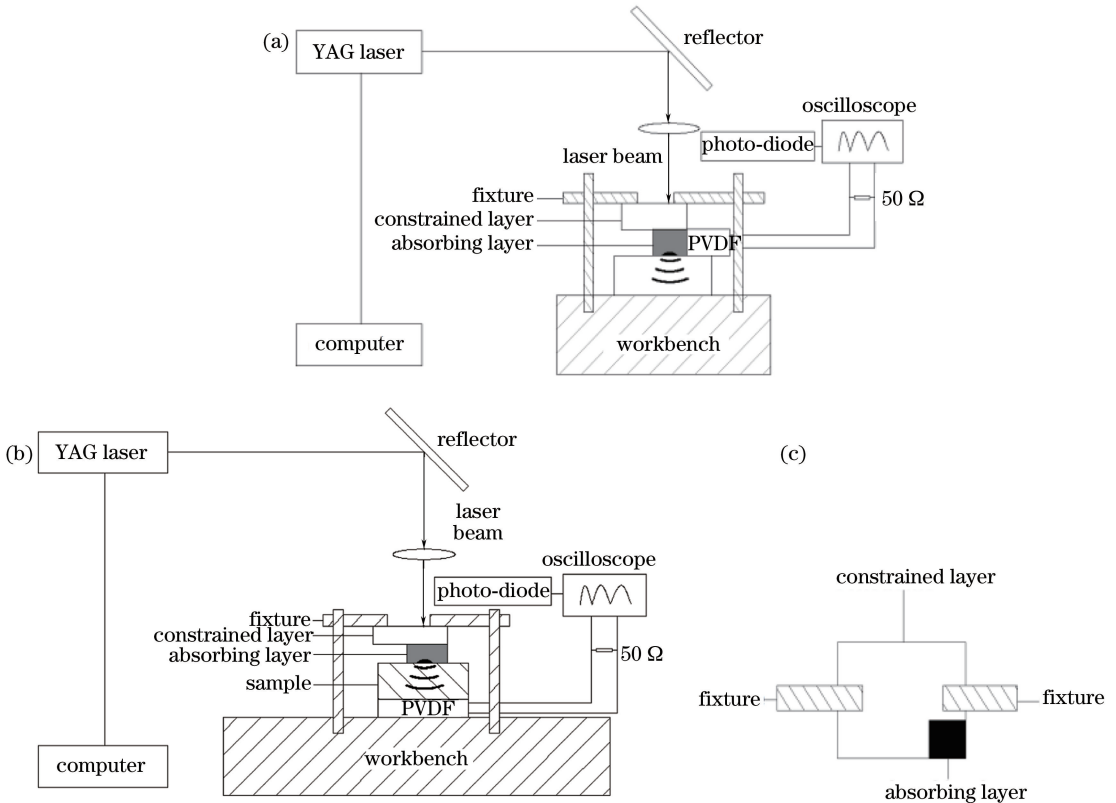 (a)
YAG laser
reflector
oscilloscope
photo-diode
laser beam
fixture
50 Ω
constrained layer
absorbing layer
PVDF
computer
workbench
(b)
YAG laser
reflector
(c)
laser
beam
oscilloscope
photo-diode
fixture
constrained layer
absorbing layer
50 Ω
sample
PVDF
computer
workbench
constrained layer
fixture
fixture
absorbing layer